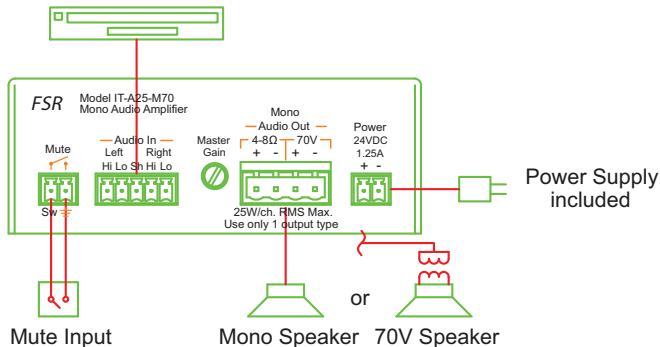 FSR
Model IT-A25-M70
Mono Audio Amplifier
Mute
Sw
Audio In
Left Right
Hi Lo Sh Hi Lo
Master
Gain
Mono
Audio Out
4-8Ω 70V
+ - + -
25W/ch. RMS Max.
Use only 1 output type
Power
24VDC
1.25A
+ -
Power Supply
included
or
Mute Input
Mono Speaker
70V Speaker